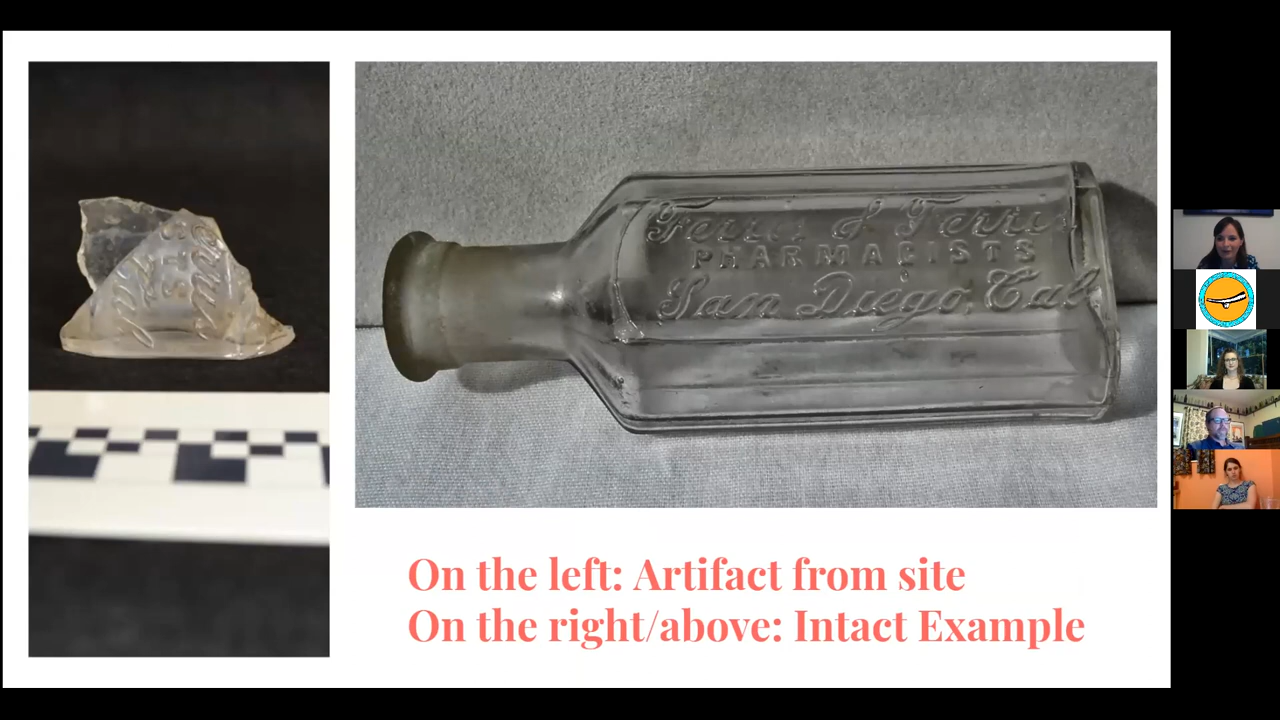 Ferris & Ferris
PHARMACISTS
San Diego, Cal
On the left: Artifact from site
On the right/above: Intact Example